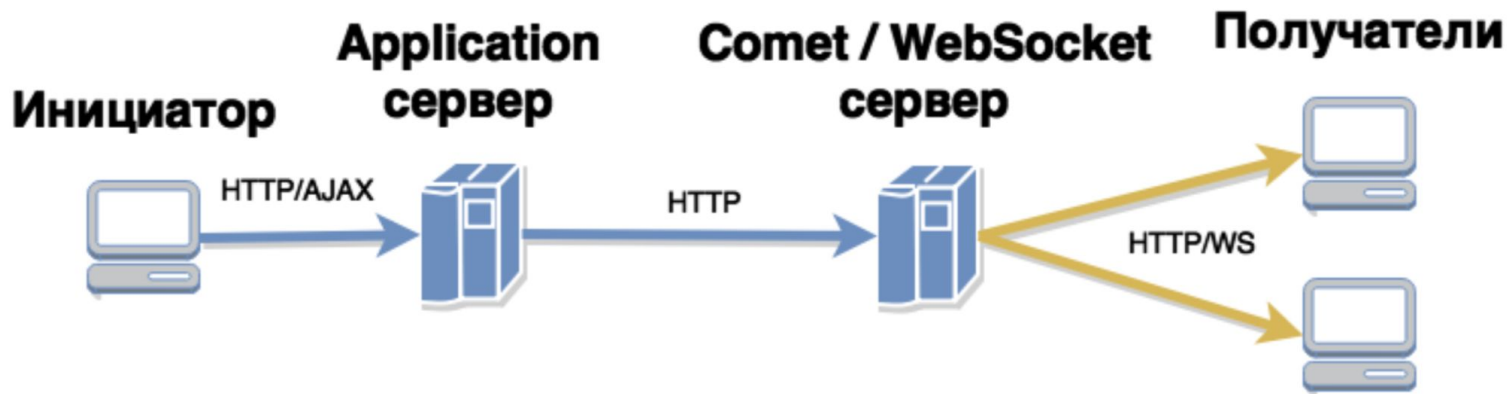 Инициатор
Application
сервер
Comet / WebSocket
сервер
Получатели
HTTP/AJAX
HTTP
HTTP/WS